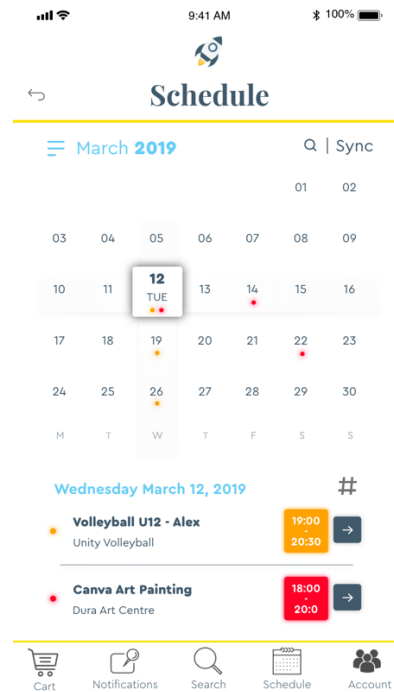 9:41 AM 100%
Schedule
March 2019 | Sync
01 02
03 04 05 06 07 08 09
10 11 12 13 14 15 16
TUE
17 18 19 20 21 22 23
24 25 26 27 28 29 30
M T W T F S S
Wednesday March 12, 2019 #
Volleyball U12 - Alex
Unity Volleyball
19:00
-
20:30
Canva Art Painting
Dura Art Centre
18:00
-
20:0
Cart Notifications Search Schedule Account